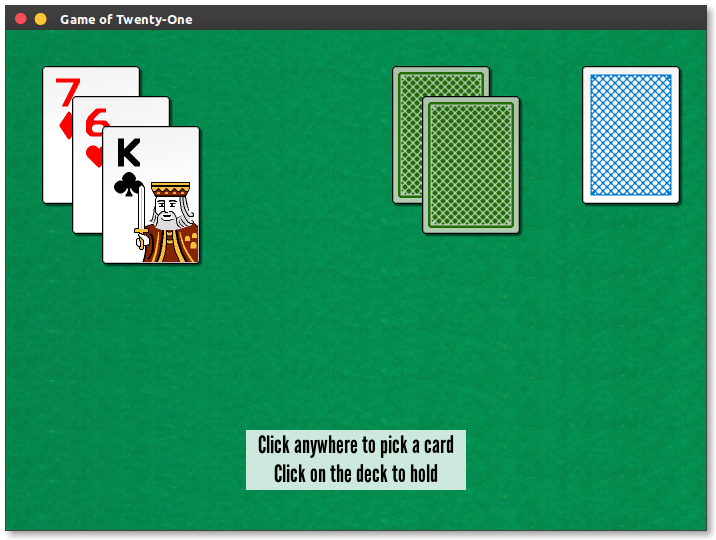 Game of Twenty-One
7
6
K
Click anywhere to pick a card
Click on the deck to hold